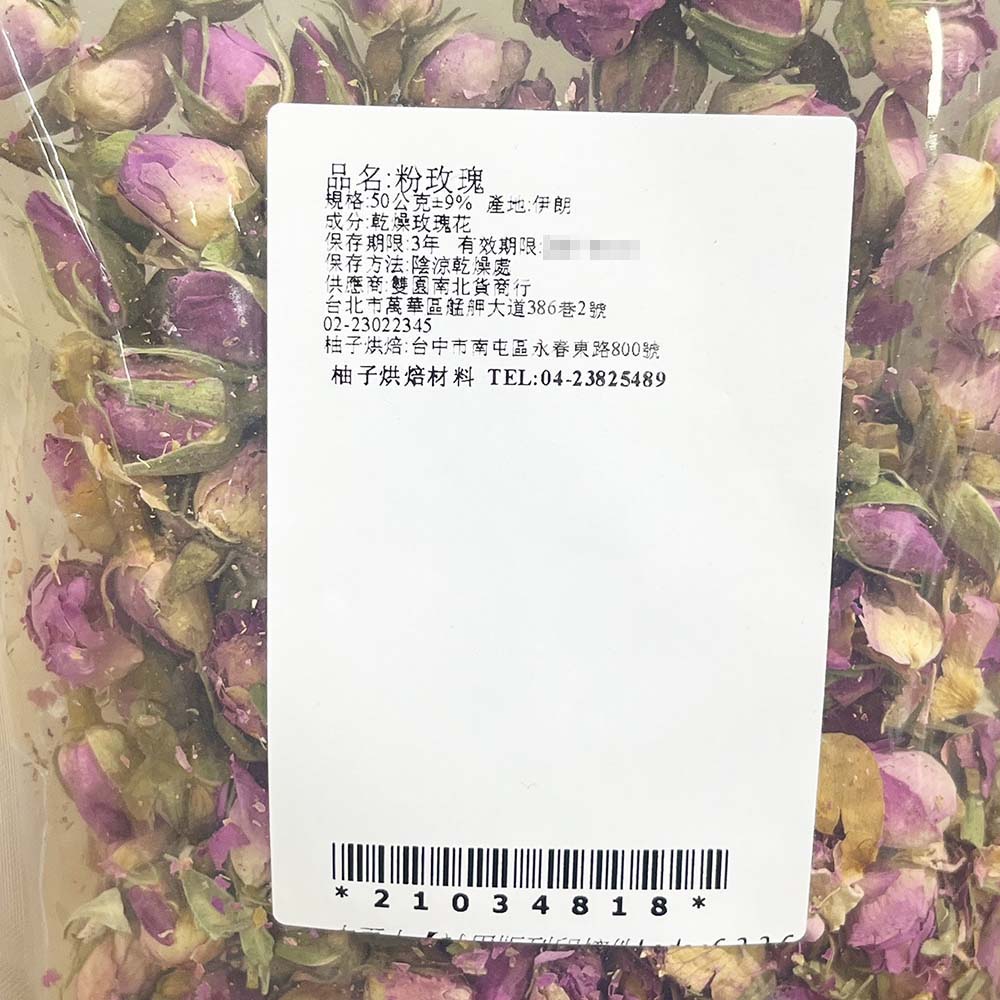 品名:粉玫瑰
規格:50公克±9% 產地:伊朗
成分:乾燥玫瑰花
保存期限:3年 有效期限:
保存方法:陰涼乾燥處
供應商:雙園南北貨商行
台北市萬華區艋舺大道386巷2號
02-23022345
柚子烘焙:台中市南屯區永春東路800號
柚子烘焙材料 TEL:04-23825489
*21034818*